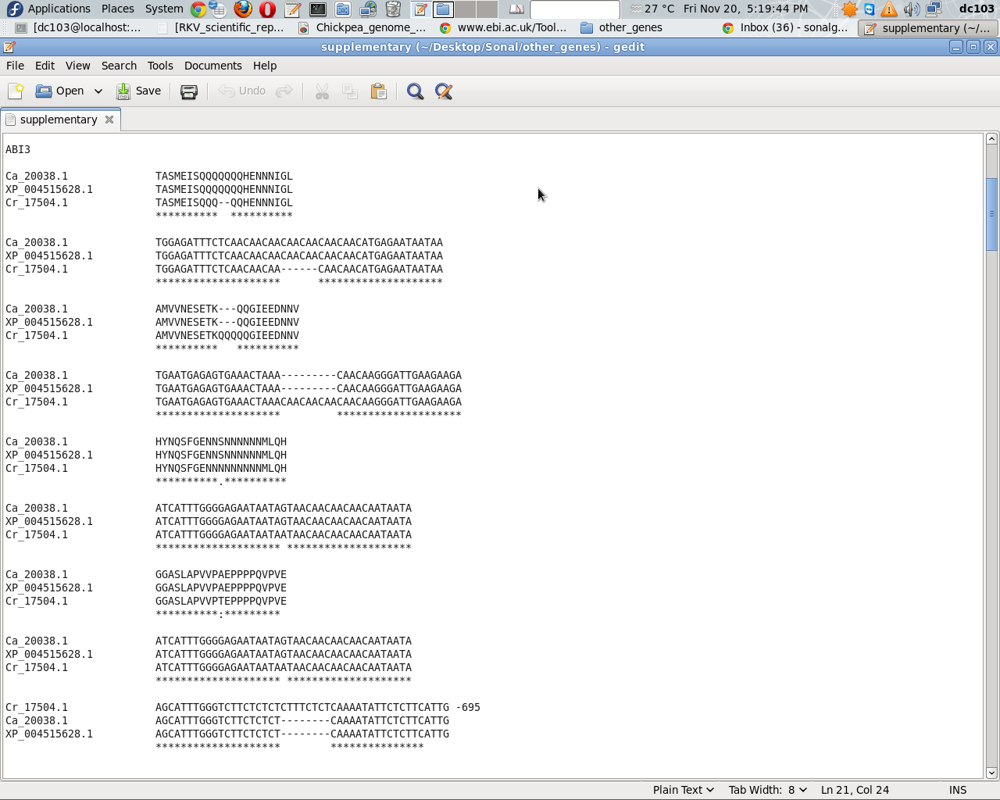 Applications Places System 27 °C Fri Nov 20, 5:19:44 PM dc103
[dc103@localhost:... [RKV_scientific_rep... Chickpea_genome_... www.ebi.ac.uk/Tool... other_genes Inbox (36) - sonalg... supplementary (~/...
supplementary (~/Desktop/Sonal/other_genes) - gedit
File Edit View Search Tools Documents Help
Open Save Undo
supplementary
ABI3
Ca_20038.1 TASMEISQQQQQQQHENNNIGL
XP_004515628.1 TASMEISQQQQQQQHENNNIGL
Cr_17504.1 TASMEISQQQ--QQHENNNIGL
********** **********
Ca_20038.1 TGGAGATTTCTCAACAACAACAACAACAACAACATGAGAATAATAA
XP_004515628.1 TGGAGATTTCTCAACAACAACAACAACAACAACATGAGAATAATAA
Cr_17504.1 TGGAGATTTCTCAACAACAA------CAACAACATGAGAATAATAA
******************** ********************
Ca_20038.1 AMVVNESETK---QQGIEEDNNV
XP_004515628.1 AMVVNESETK---QQGIEEDNNV
Cr_17504.1 AMVVNESETKQQQQQGIEEDNNV
********** **********
Ca_20038.1 TGAATGAGAGTGAAACTAAA---------CAACAAGGGATTGAAGAAGA
XP_004515628.1 TGAATGAGAGTGAAACTAAA---------CAACAAGGGATTGAAGAAGA
Cr_17504.1 TGAATGAGAGTGAAACTAAACAACAACAACAACAAGGGATTGAAGAAGA
******************** ********************
Ca_20038.1 HYNQSFGENNSNNNNNNMLQH
XP_004515628.1 HYNQSFGENNSNNNNNNMLQH
Cr_17504.1 HYNQSFGENNNNNNNNNMLQH
**********.**********
Ca_20038.1 ATCATTTGGGGAGAATAATAGTAACAACAACAACAATAATA
XP_004515628.1 ATCATTTGGGGAGAATAATAGTAACAACAACAACAATAATA
Cr_17504.1 ATCATTTGGGGAGAATAATAATAACAACAACAACAATAATA
******************** ********************
Ca_20038.1 GGASLAPVVPAEPPPPQVPVE
XP_004515628.1 GGASLAPVVPAEPPPPQVPVE
Cr_17504.1 GGASLAPVVPTEPPPPQVPVE
**********:*********
Ca_20038.1 ATCATTTGGGGAGAATAATAGTAACAACAACAACAATAATA
XP_004515628.1 ATCATTTGGGGAGAATAATAGTAACAACAACAACAATAATA
Cr_17504.1 ATCATTTGGGGAGAATAATAATAACAACAACAACAATAATA
******************** ********************
Cr_17504.1 AGCATTTGGGTCTTCTCTCTCTTTCTCTCAAAATATTCTCTTCATTG -695
Ca_20038.1 AGCATTTGGGTCTTCTCTCT--------CAAAATATTCTCTTCATTG
XP_004515628.1 AGCATTTGGGTCTTCTCTCT--------CAAAATATTCTCTTCATTG
******************** ***************
Plain Text Tab Width: 8 Ln 21, Col 24 INS